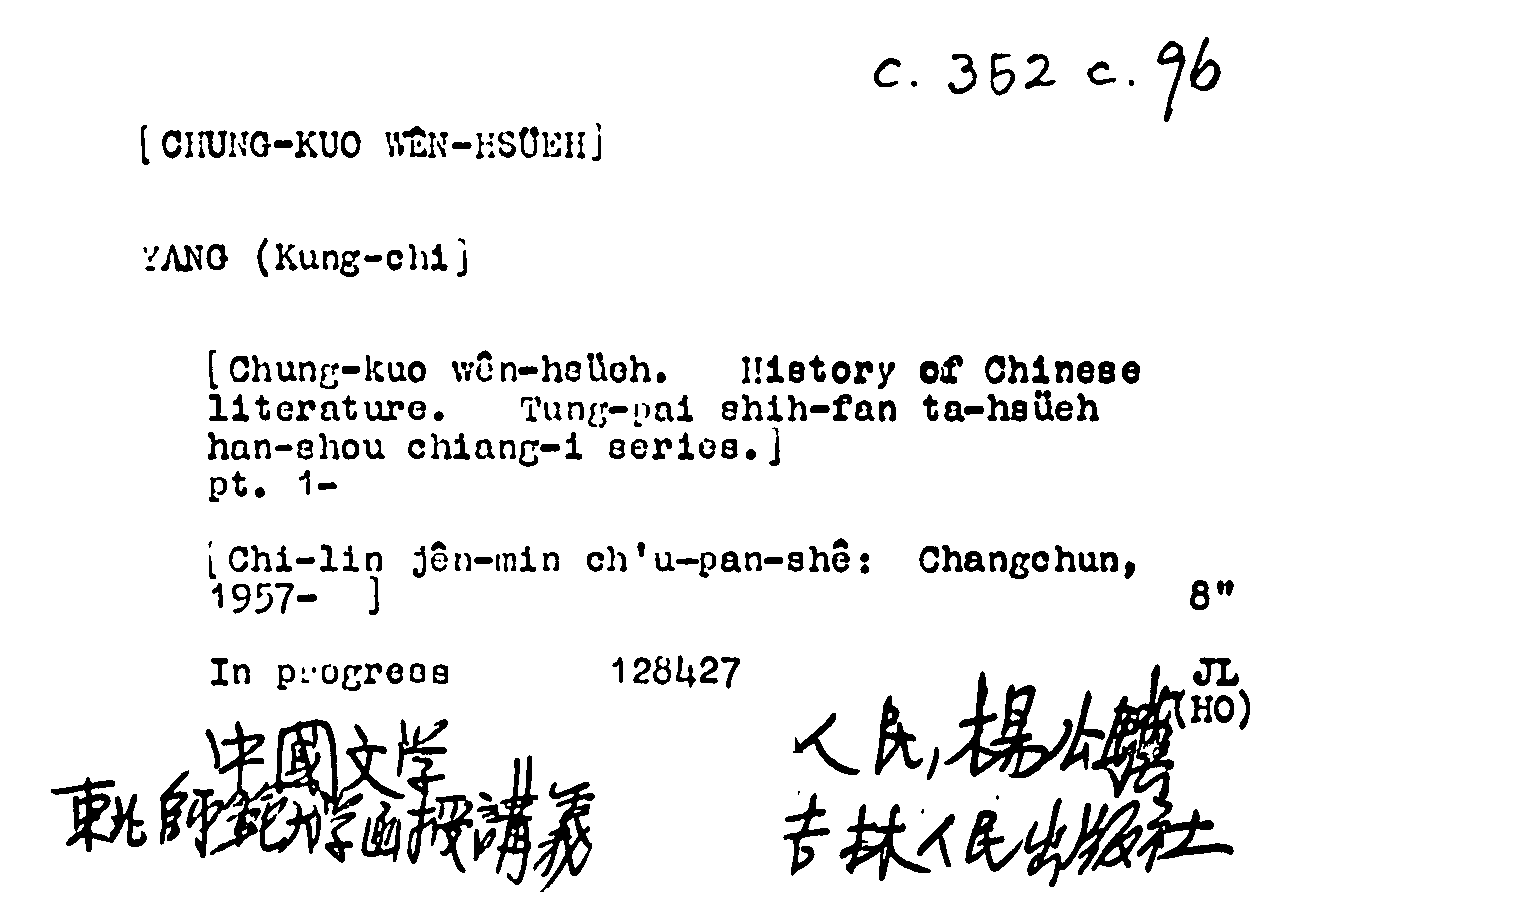 c. 352 c. 96
[CHUNG-KUO WÊN-HSÜEH]
YANG (Kung-chi]
[Chung-kuo wên-hsüeh. History of Chinese
literature. Tung-pai shih-fan ta-hsüeh
han-shou chiang-i series.]
pt. 1-
[Chi-lin jên-min ch'u-pan-shê: Changchun,
1957- ] 8"
In progress 128427 JL
(HO)
中國文学
人民,楊公驥
東北師範大学函授講義
吉林人民出版社